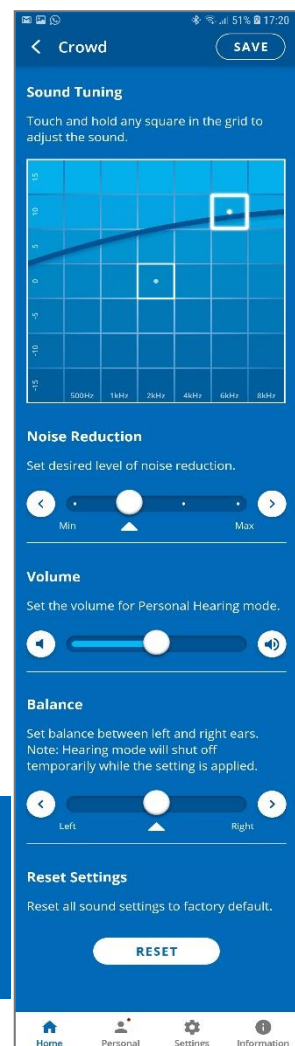 51% 17:20
Crowd
SAVE
Sound Tuning
Touch and hold any square in the grid to
adjust the sound.
15
10
5
0
-5
-10
-15
500Hz 1kHz 2kHz 4kHz 6kHz 8kHz
Noise Reduction
Set desired level of noise reduction.
Min Max
Volume
Set the volume for Personal Hearing mode.
Balance
Set balance between left and right ears.
Note: Hearing mode will shut off
temporarily while the setting is applied.
Left Right
Reset Settings
Reset all sound settings to factory default.
RESET
Home Personal Settings Information